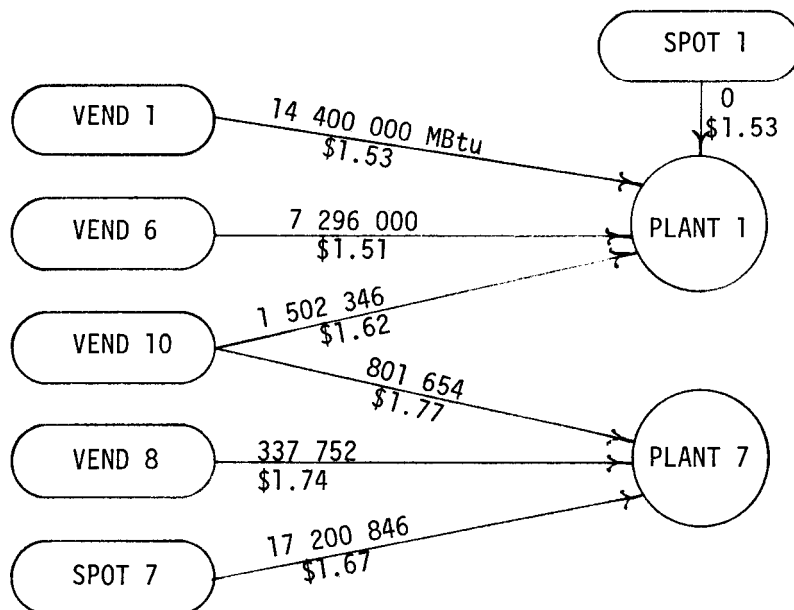 SPOT 1
0
$1.53
VEND 1
14 400 000 MBtu
$1.53
VEND 6
7 296 000
$1.51
PLANT 1
VEND 10
1 502 346
$1.62
801 654
$1.77
VEND 8
337 752
$1.74
PLANT 7
SPOT 7
17 200 846
$1.67